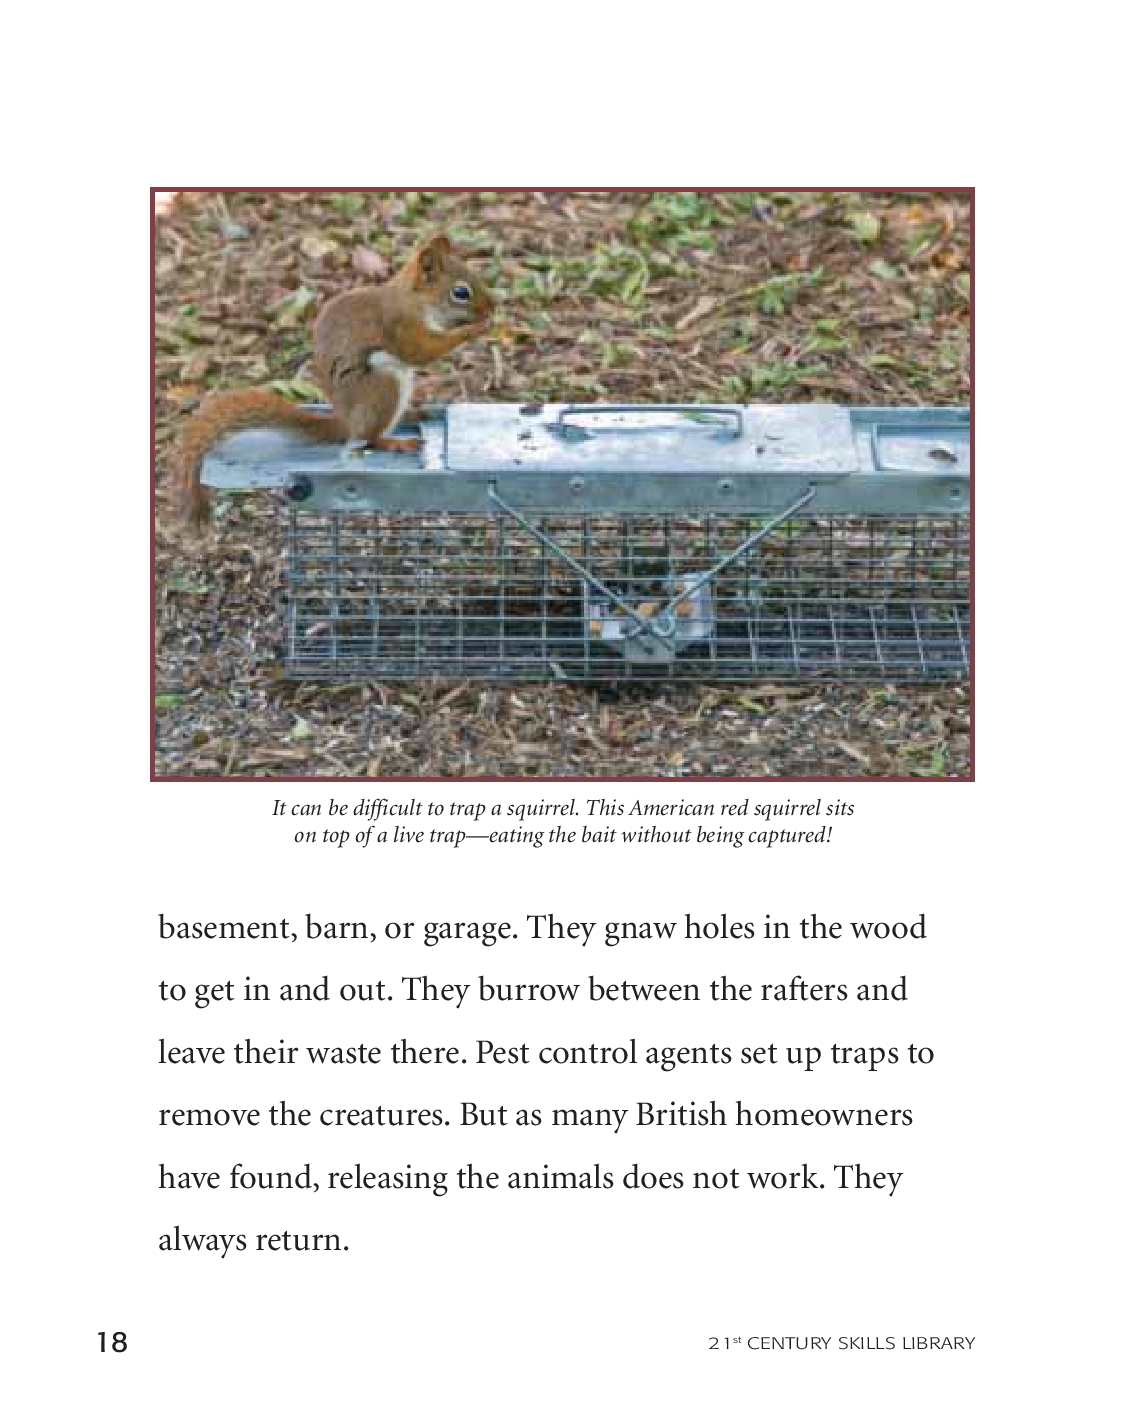 It can be difficult to trap a squirrel. This American red squirrel sits
on top of a live trap—eating the bait without being captured!
basement, barn, or garage. They gnaw holes in the wood
to get in and out. They burrow between the rafters and
leave their waste there. Pest control agents set up traps to
remove the creatures. But as many British homeowners
have found, releasing the animals does not work. They
always return.
18
21st CENTURY SKILLS LIBRARY